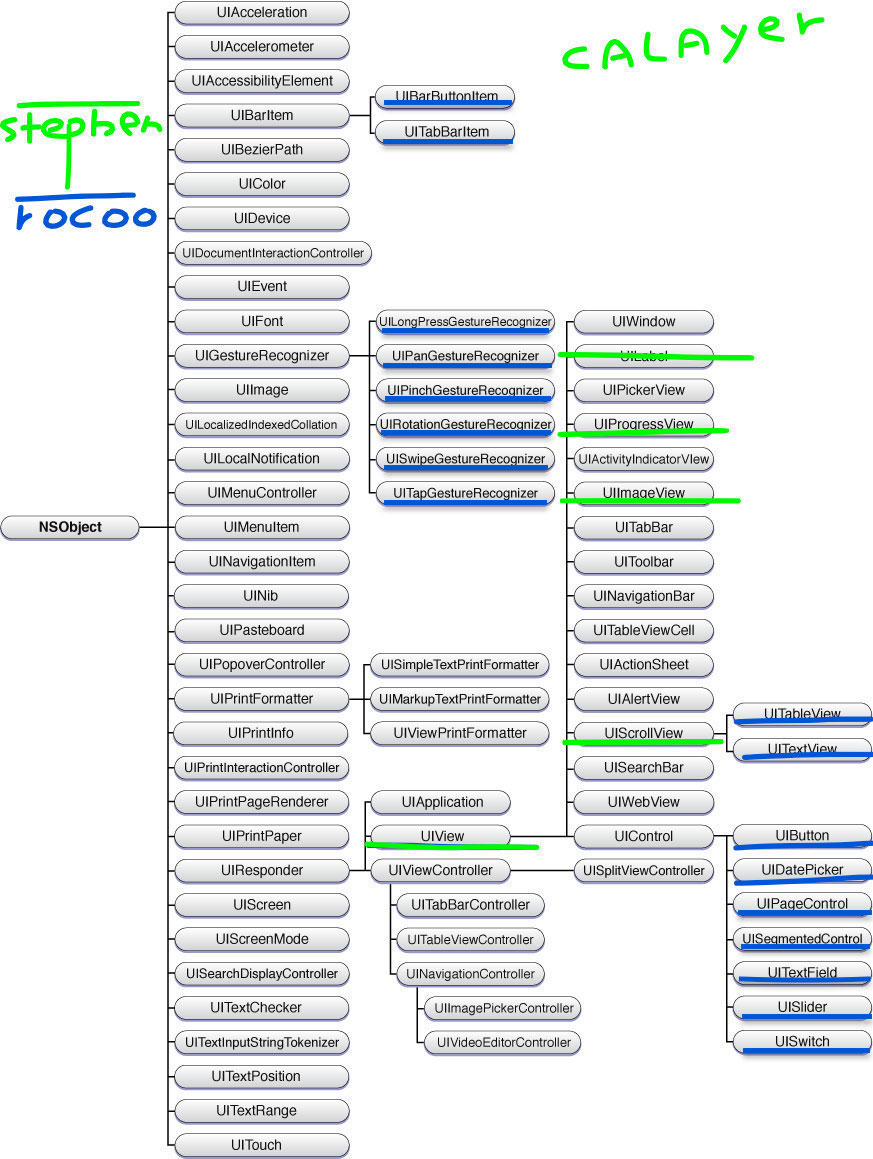 UIAcceleration
CALAyer
UIAccelerometer
UIAccessibilityElement
UIBarItem
UIBarButtonItem
UITabBarItem
stephen
UIBezierPath
UIColor
rocoo
UIDevice
UIDocumentInteractionController
UIEvent
UIFont
UIGestureRecognizer
UIImage
UILocalizedIndexedCollation
UILocalNotification
UIMenuController
NSObject
UIMenuItem
UINavigationItem
UINib
UIPasteboard
UIPopoverController
UIPrintFormatter
UIPrintInfo
UIPrintInteractionController
UIPrintPageRenderer
UIPrintPaper
UIResponder
UIScreen
UIScreenMode
UISearchDisplayController
UITextChecker
UITextInputStringTokenizer
UITextPosition
UITextRange
UITouch
UILongPressGestureRecognizer
UIPanGestureRecognizer
UIPinchGestureRecognizer
UIRotationGestureRecognizer
UISwipeGestureRecognizer
UITapGestureRecognizer
UISimpleTextPrintFormatter
UIMarkupTextPrintFormatter
UIViewPrintFormatter
UIApplication
UIView
UIViewController
UITabBarController
UITableViewController
UINavigationController
UIImagePickerController
UIVideoEditorController
UIWindow
UILabel
UIPickerView
UIProgressView
UIActivityIndicatorVIew
UIImageView
UITabBar
UIToolbar
UINavigationBar
UITableViewCell
UIActionSheet
UIAlertView
UIScrollView
UISearchBar
UIWebView
UIControl
UISplitViewController
UITableView
UITextView
UIButton
UIDatePicker
UIPageControl
UISegmentedControl
UITextField
UISlider
UISwitch